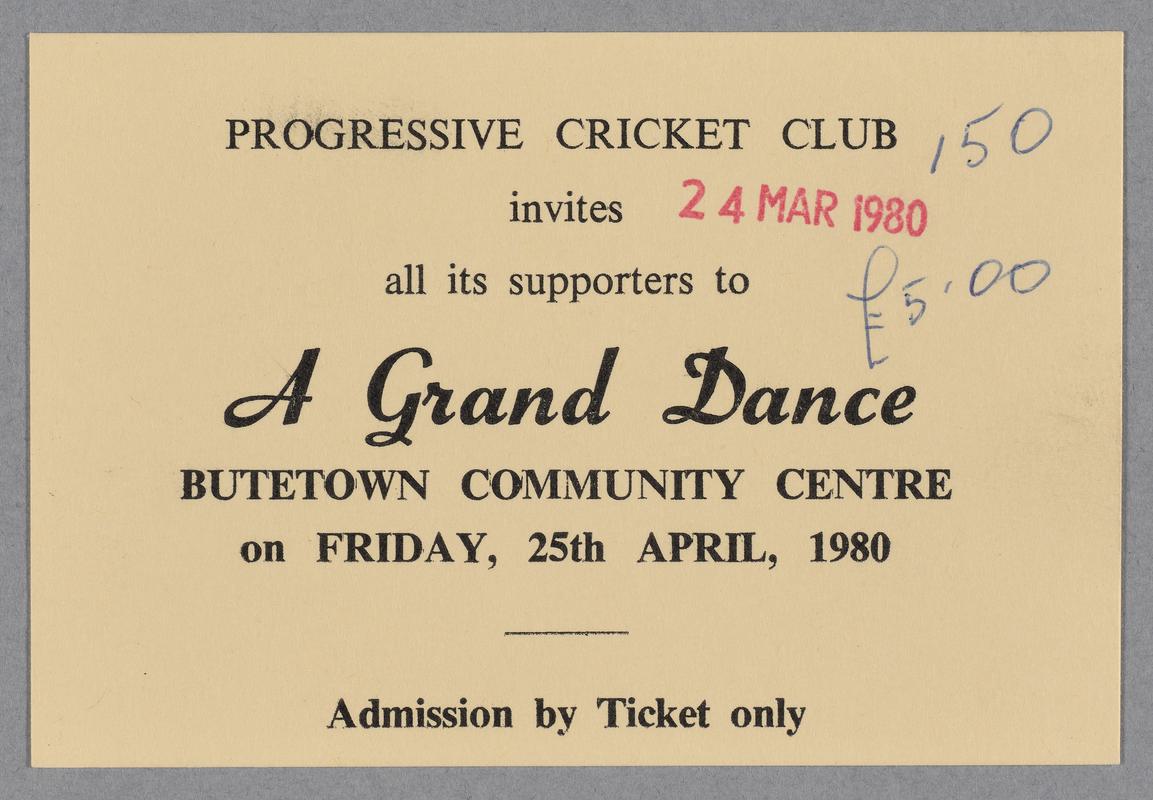 PROGRESSIVE CRICKET CLUB
150
invites
24 MAR 1980
all its supporters to
£5.00
A Grand Dance
BUTETOWN COMMUNITY CENTRE
on FRIDAY, 25th APRIL, 1980
Admission by Ticket only